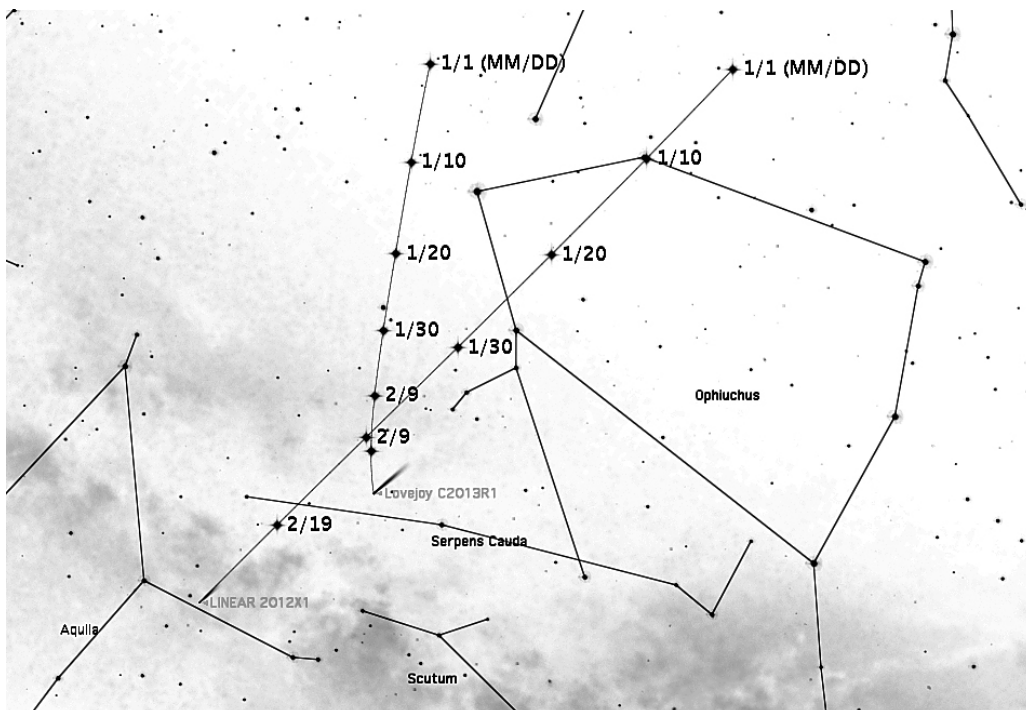 1/1 (MM/DD)
1/1 (MM/DD)
1/10
1/10
1/20
1/20
1/30
1/30
2/9
Ophiuchus
2/9
Lovejoy C2013R1
2/19
Serpens Cauda
LINEAR 2012X1
Aquila
Scutum